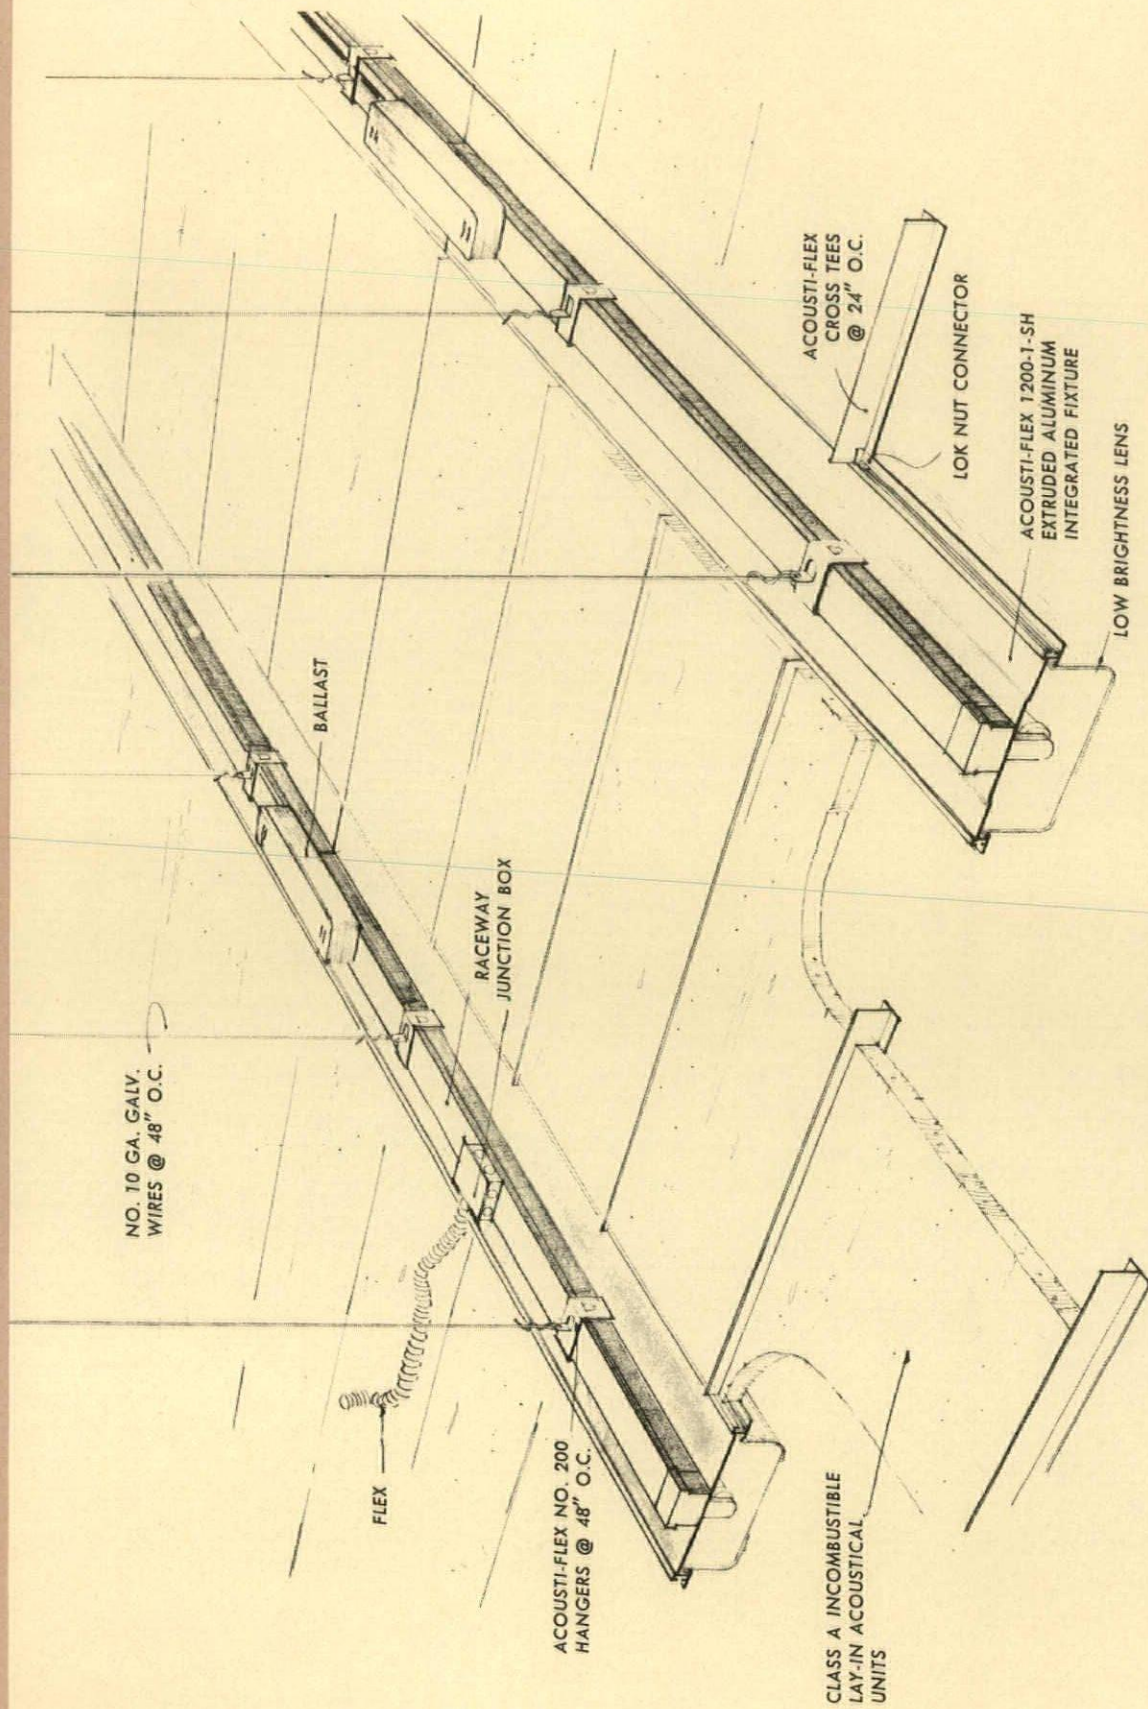 NO. 10 GA. GALV.
WIRES @ 48" O.C.
FLEX
BALLAST
RACEWAY
JUNCTION BOX
ACOUSTI-FLEX NO. 200
HANGERS @ 48" O.C.
CLASS A INCOMBUSTIBLE
LAY-IN ACOUSTICAL
UNITS
ACOUSTI-FLEX
CROSS TEES
@ 24" O.C.
LOK NUT CONNECTOR
ACOUSTI-FLEX 1200-1-SH
EXTRUDED ALUMINUM
INTEGRATED FIXTURE
LOW BRIGHTNESS LENS